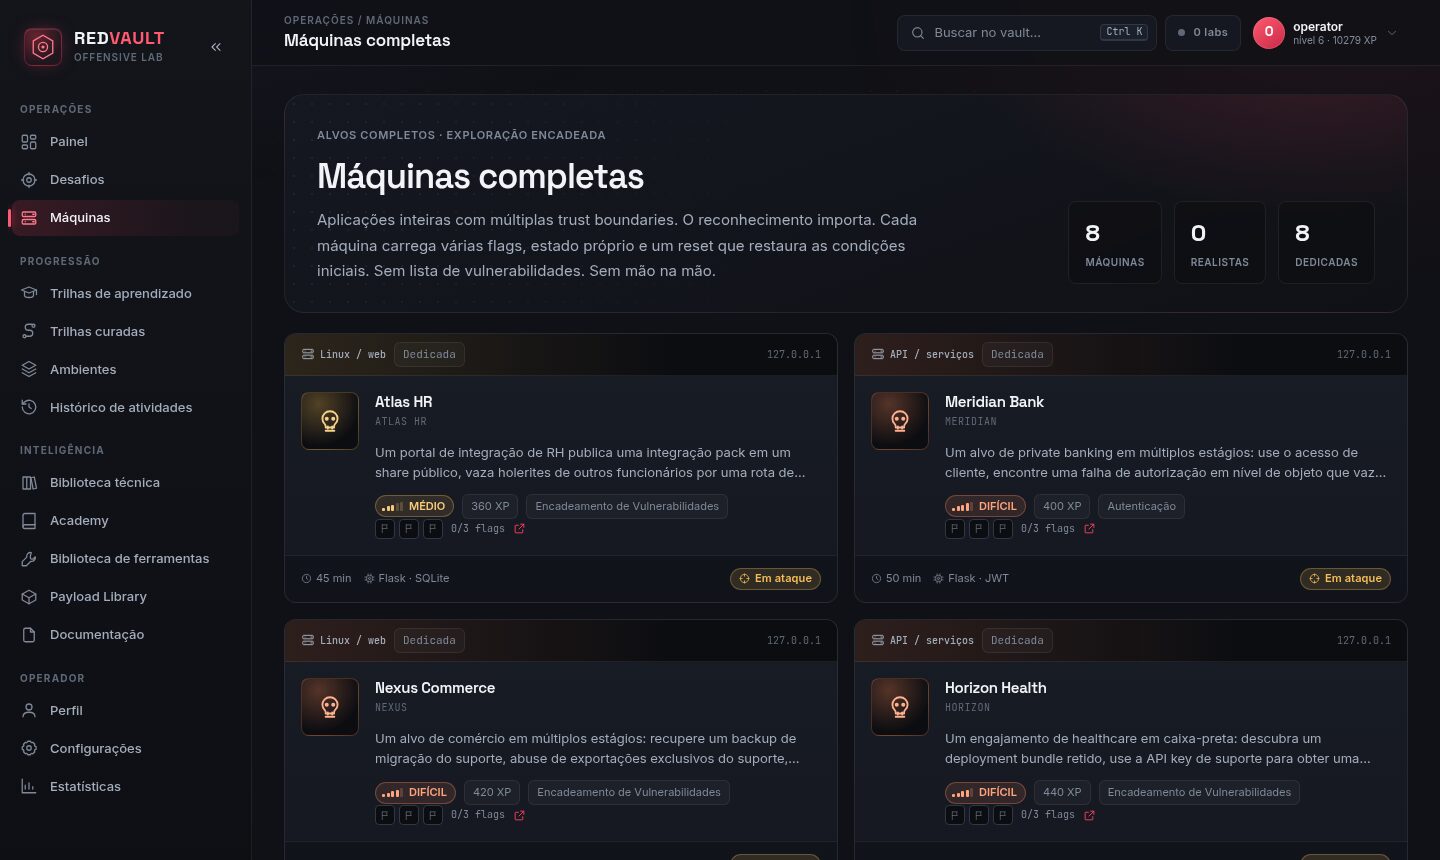 REDVAULT
OFFENSIVE LAB
OPERAÇÕES
Painel
Desafios
Máquinas
PROGRESSÃO
Trilhas de aprendizado
Trilhas curadas
Ambientes
Histórico de atividades
INTELIGÊNCIA
Biblioteca técnica
Academy
Biblioteca de ferramentas
Payload Library
Documentação
OPERADOR
Perfil
Configurações
Estatísticas
OPERAÇÕES / MÁQUINAS
Máquinas completas
Buscar no vault... Ctrl K
0 labs
O
operator
nível 6 · 10279 XP
ALVOS COMPLETOS · EXPLORAÇÃO ENCADEADA
Máquinas completas
Aplicações inteiras com múltiplas trust boundaries. O reconhecimento importa. Cada
máquina carrega várias flags, estado próprio e um reset que restaura as condições
iniciais. Sem lista de vulnerabilidades. Sem mão na mão.
8
MÁQUINAS
0
REALISTAS
8
DEDICADAS
Linux / web Dedicada 127.0.0.1
Atlas HR
ATLAS HR
Um portal de integração de RH publica uma integração pack em um
share público, vaza holerites de outros funcionários por uma rota de...
MÉDIO 360 XP Encadeamento de Vulnerabilidades
0/3 flags
45 min Flask · SQLite Em ataque
API / serviços Dedicada 127.0.0.1
Meridian Bank
MERIDIAN
Um alvo de private banking em múltiplos estágios: use o acesso de
cliente, encontre uma falha de autorização em nível de objeto que vaz...
DIFÍCIL 400 XP Autenticação
0/3 flags
50 min Flask · JWT Em ataque
Linux / web Dedicada 127.0.0.1
Nexus Commerce
NEXUS
Um alvo de comércio em múltiplos estágios: recupere um backup de
migração do suporte, abuse de exportações exclusivos do suporte,...
DIFÍCIL 420 XP Encadeamento de Vulnerabilidades
0/3 flags
API / serviços Dedicada 127.0.0.1
Horizon Health
HORIZON
Um engajamento de healthcare em caixa-preta: descubra um
deployment bundle retido, use a API key de suporte para obter uma...
DIFÍCIL 440 XP Encadeamento de Vulnerabilidades
0/3 flags